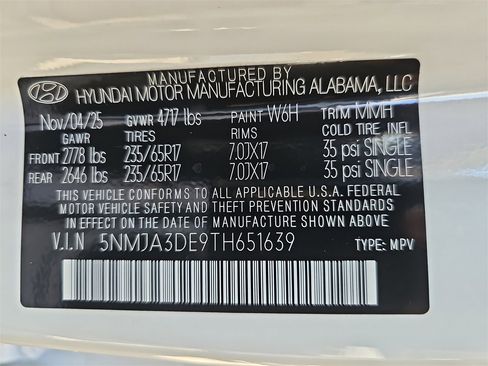 MANUFACTURED BY
HYUNDAI MOTOR MANUFACTURING ALABAMA, LLC
Nov/04/25 GVWR 4717 lbs PAINT W6H TRIM MMH
GAWR TIRES COLD TIRE INFL
FRONT 2778 lbs 235/65R17 7.0JX17 35 psi SINGLE
REAR 2646 lbs 235/65R17 7.0JX17 35 psi SINGLE
THIS VEHICLE CONFORMS TO ALL APPLICABLE U.S.A. FEDERAL
MOTOR VEHICLE SAFETY AND THEFT PREVENTION STANDARDS
IN EFFECT ON THE DATE OF MANUFACTURE SHOWN ABOVE
V.I.N 5NMJA3DE9TH651639 TYPE: MPV